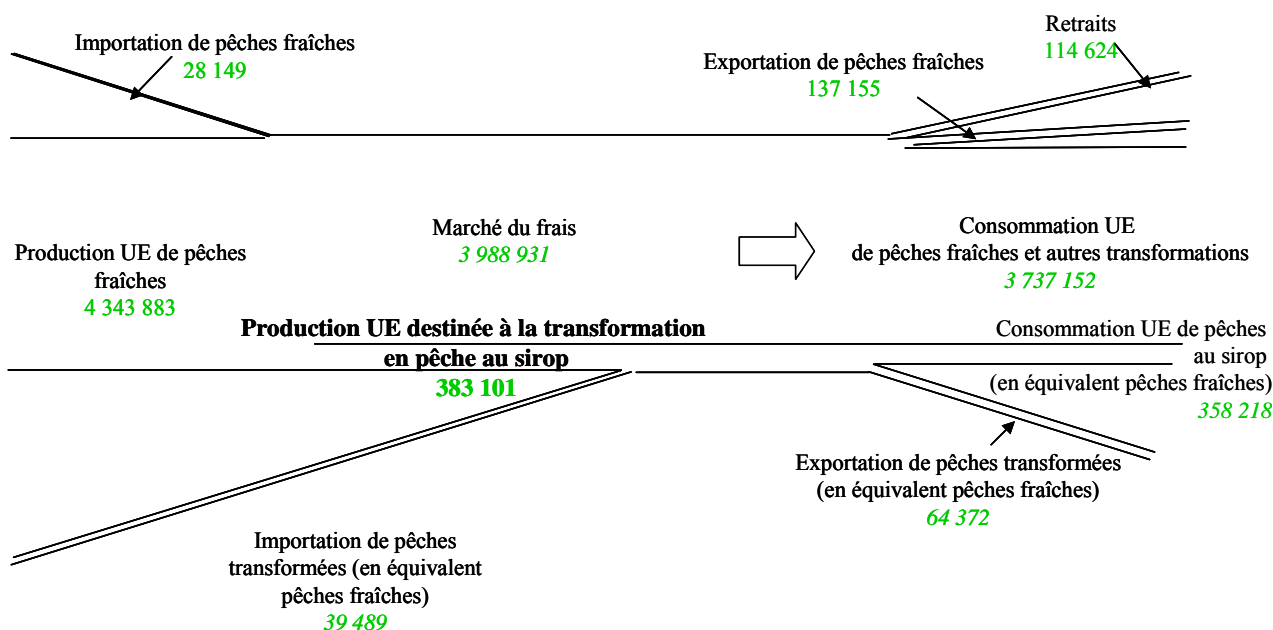 Importation de pêches fraîches
28 149
Retraits
114 624
Exportation de pêches fraîches
137 155
Production UE de pêches
fraîches
4 343 883
Marché du frais
3 988 931
Consommation UE
de pêches fraîches et autres transformations
3 737 152
Production UE destinée à la transformation
en pêche au sirop
383 101
Consommation UE de pêches
au sirop
(en équivalent pêches fraîches)
358 218
Exportation de pêches transformées
(en équivalent pêches fraîches)
64 372
Importation de pêches
transformées (en équivalent
pêches fraîches)
39 489